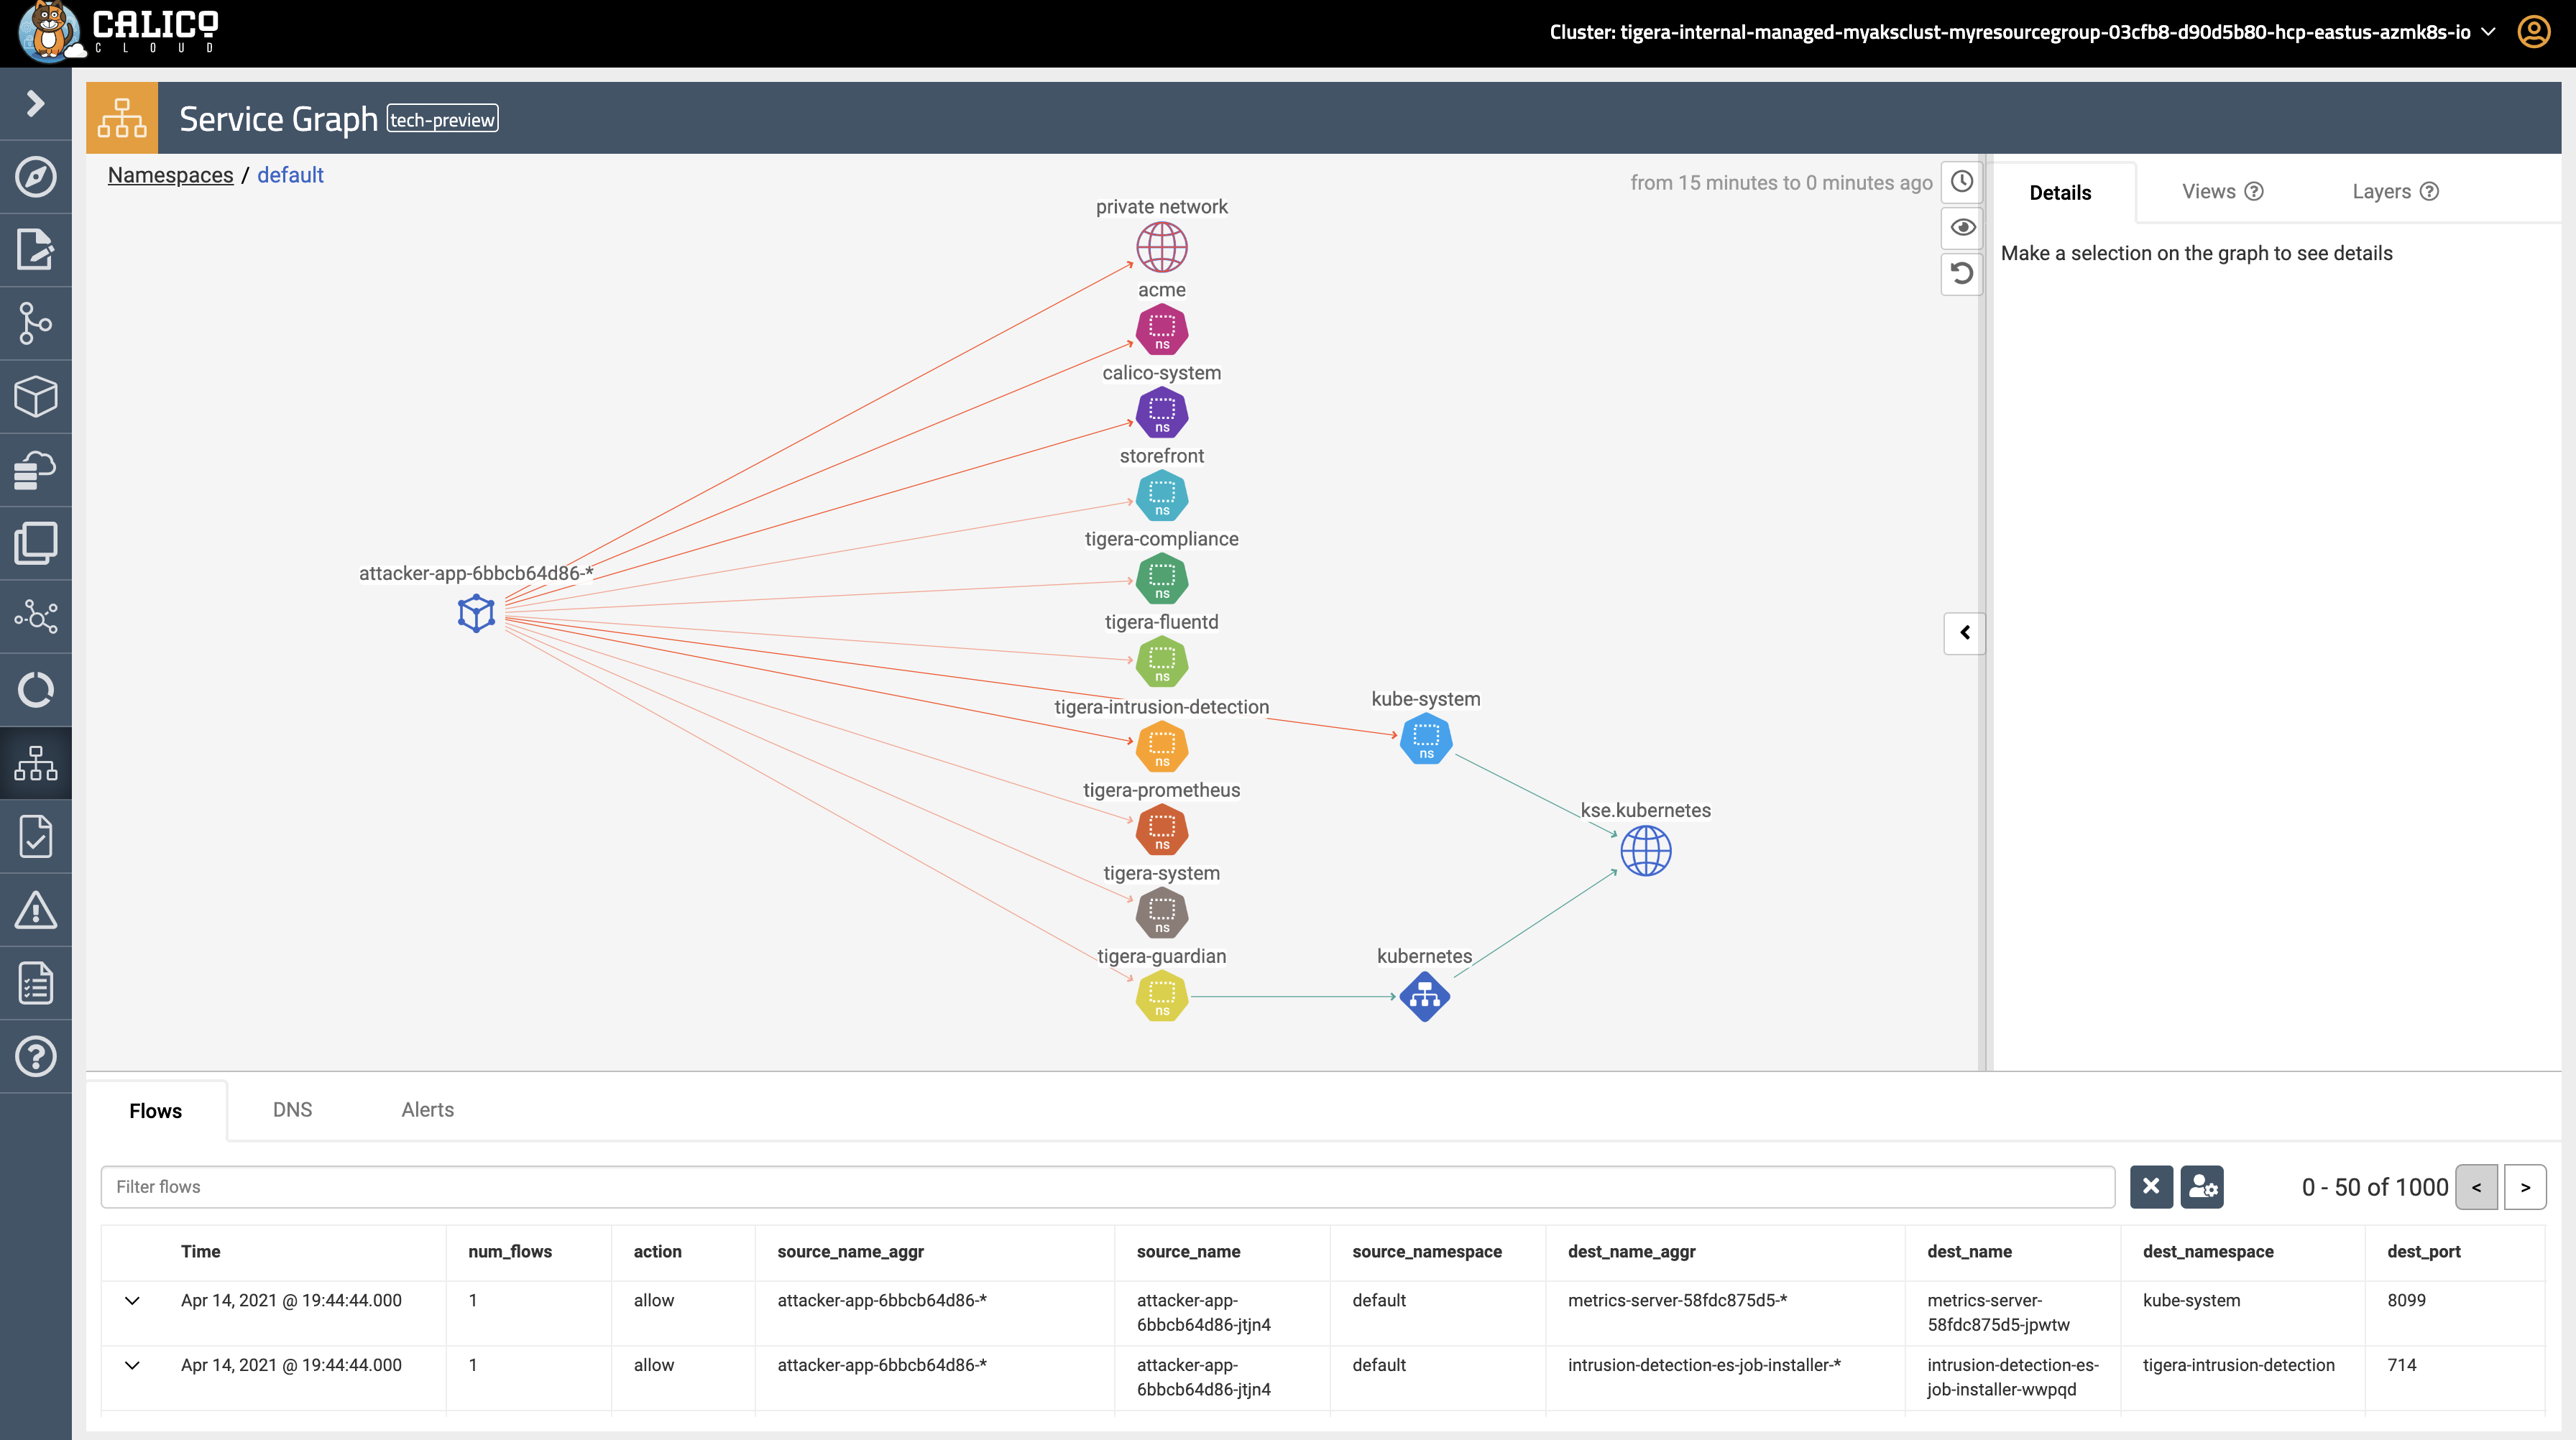 CALICO
CLOUD
Cluster: tigera-internal-managed-myaksclust-myresourcegroup-03cfb8-d90d5b80-hcp-eastus-azmk8s-io
Service Graph tech-preview
Namespaces / default
from 15 minutes to 0 minutes ago
Details Views Layers
Make a selection on the graph to see details
private network
acme
ns
calico-system
ns
storefront
ns
tigera-compliance
ns
attacker-app-6bbcb64d86-*
tigera-fluentd
ns
tigera-intrusion-detection
ns
kube-system
ns
tigera-prometheus
ns
kse.kubernetes
tigera-system
ns
tigera-guardian
ns
kubernetes
Flows DNS Alerts
Filter flows
0 - 50 of 1000 < >
Time num_flows action source_name_aggr source_name source_namespace dest_name_aggr dest_name dest_namespace dest_port
Apr 14, 2021 @ 19:44:44.000 1 allow attacker-app-6bbcb64d86-* attacker-app- default metrics-server-58fdc875d5-* metrics-server- kube-system 8099
6bbcb64d86-jtjn4 58fdc875d5-jpwtw
Apr 14, 2021 @ 19:44:44.000 1 allow attacker-app-6bbcb64d86-* attacker-app- default intrusion-detection-es-job-installer-* intrusion-detection-es- tigera-intrusion-detection 714
6bbcb64d86-jtjn4 job-installer-wwpqd